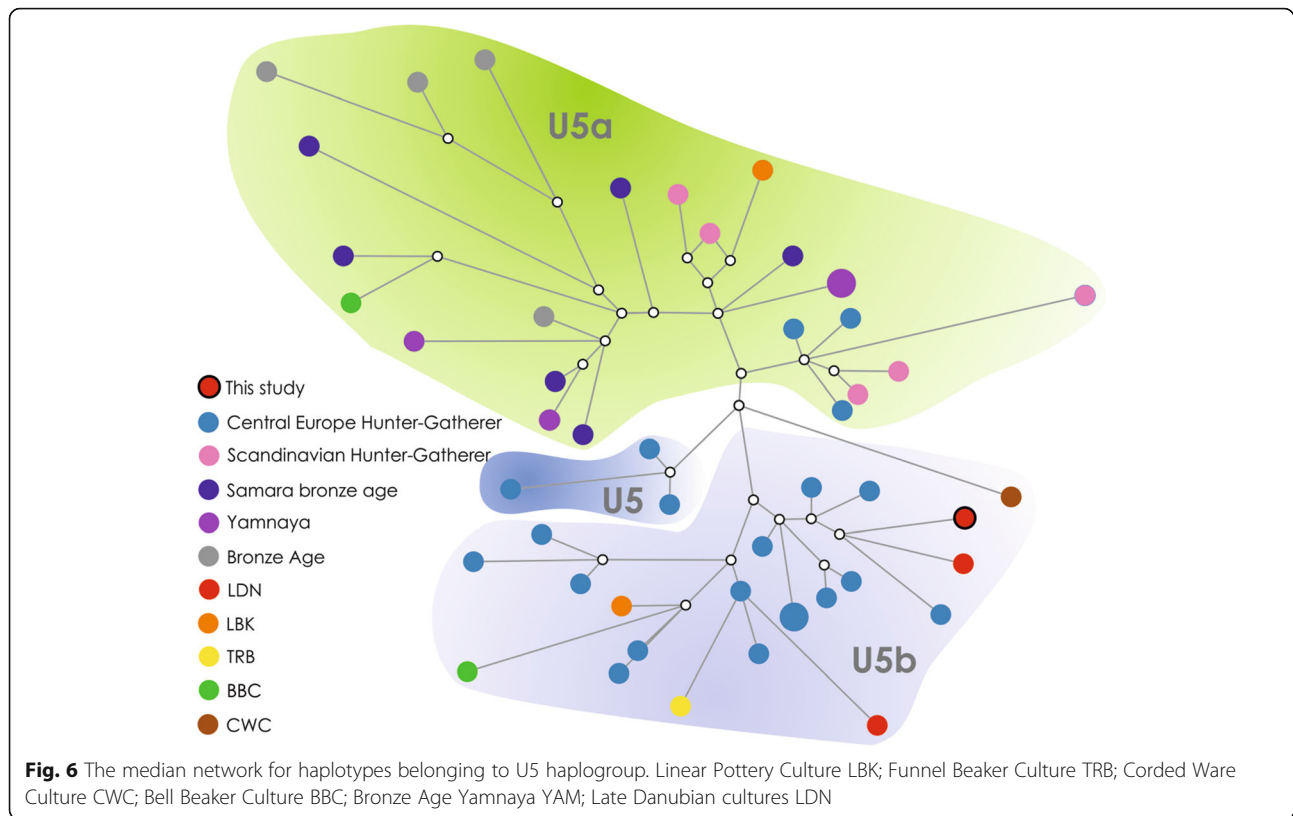 U5a
This study
Central Europe Hunter-Gatherer
Scandinavian Hunter-Gatherer
Samara bronze age
Yamnaya
Bronze Age
LDN
LBK
TRB
BBC
CWC
U5
U5b
Fig. 6 The median network for haplotypes belonging to U5 haplogroup. Linear Pottery Culture LBK; Funnel Beaker Culture TRB; Corded Ware
Culture CWC; Bell Beaker Culture BBC; Bronze Age Yamnaya YAM; Late Danubian cultures LDN